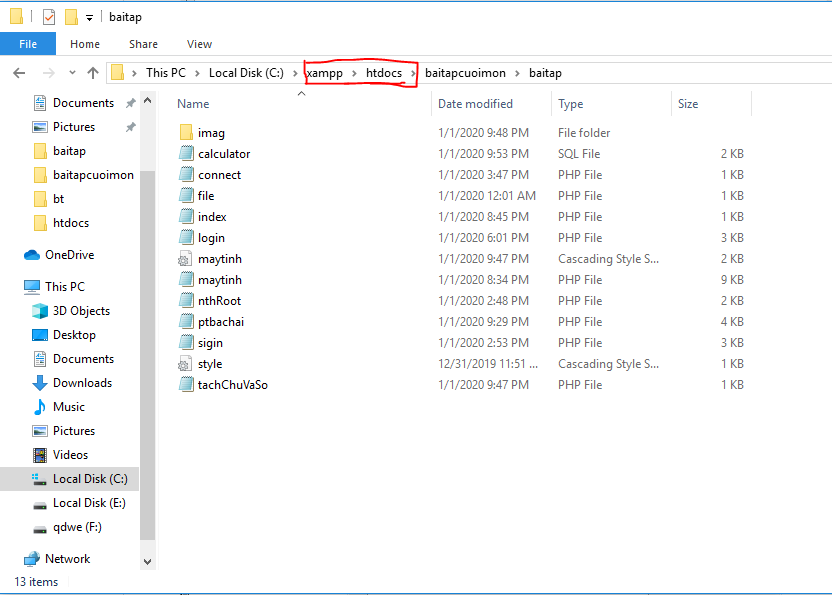 baitap
File Home Share View
This PC Local Disk (C:) xampp htdocs baitapcuoimon baitap
Documents
Pictures
baitap
baitapcuoimon
bt
htdocs
OneDrive
This PC
3D Objects
Desktop
Documents
Downloads
Music
Pictures
Videos
Local Disk (C:)
Local Disk (E:)
qdwe (F:)
Network
Name Date modified Type Size
imag 1/1/2020 9:48 PM File folder
calculator 1/1/2020 9:53 PM SQL File 2 KB
connect 1/1/2020 3:47 PM PHP File 1 KB
file 1/1/2020 12:01 AM PHP File 1 KB
index 1/1/2020 8:45 PM PHP File 1 KB
login 1/1/2020 6:01 PM PHP File 3 KB
maytinh 1/1/2020 9:47 PM Cascading Style S... 2 KB
maytinh 1/1/2020 8:34 PM PHP File 9 KB
nthRoot 1/1/2020 2:48 PM PHP File 2 KB
ptbachai 1/1/2020 9:29 PM PHP File 4 KB
sigin 1/1/2020 2:53 PM PHP File 3 KB
style 12/31/2019 11:51 ... Cascading Style S... 1 KB
tachChuVaSo 1/1/2020 9:47 PM PHP File 1 KB
13 items